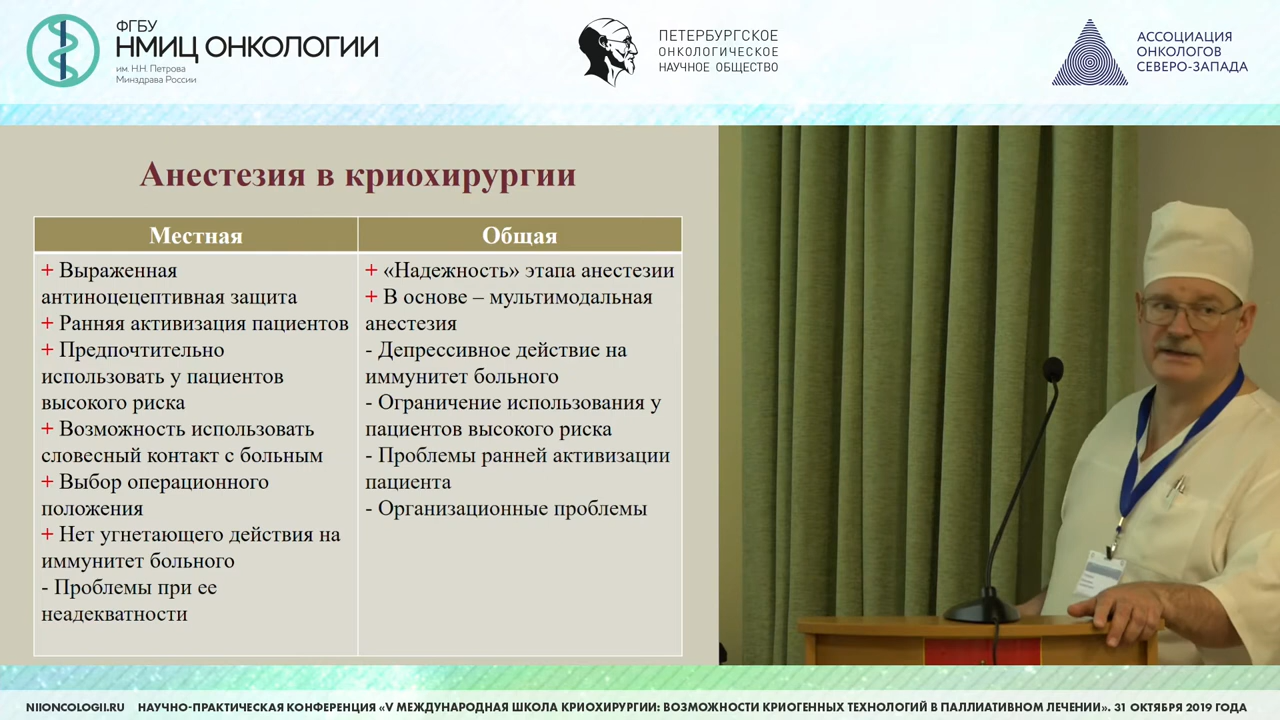 ФГБУ
НМИЦ ОНКОЛОГИИ
им. Н.Н. Петрова
Минздрава России
ПЕТЕРБУРГСКОЕ
ОНКОЛОГИЧЕСКОЕ
НАУЧНОЕ ОБЩЕСТВО
АССОЦИАЦИЯ
ОНКОЛОГОВ
СЕВЕРО-ЗАПАДА
Анестезия в криохирургии
Местная
+ Выраженная
антиноцецептивная защита
+ Ранняя активизация пациентов
+ Предпочтительно
использовать у пациентов
высокого риска
+ Возможность использовать
словесный контакт с больным
+ Выбор операционного
положения
+ Нет угнетающего действия на
иммунитет больного
- Проблемы при ее
неадекватности
Общая
+ «Надежность» этапа анестезии
+ В основе – мультимодальная
анестезия
- Депрессивное действие на
иммунитет больного
- Ограничение использования у
пациентов высокого риска
- Проблемы ранней активизации
пациента
- Организационные проблемы
NIIONCOLOGII.RU НАУЧНО-ПРАКТИЧЕСКАЯ КОНФЕРЕНЦИЯ «V МЕЖДУНАРОДНАЯ ШКОЛА КРИОХИРУРГИИ: ВОЗМОЖНОСТИ КРИОГЕННЫХ ТЕХНОЛОГИЙ В ПАЛЛИАТИВНОМ ЛЕЧЕНИИ». 31 ОКТЯБРЯ 2019 ГОДА